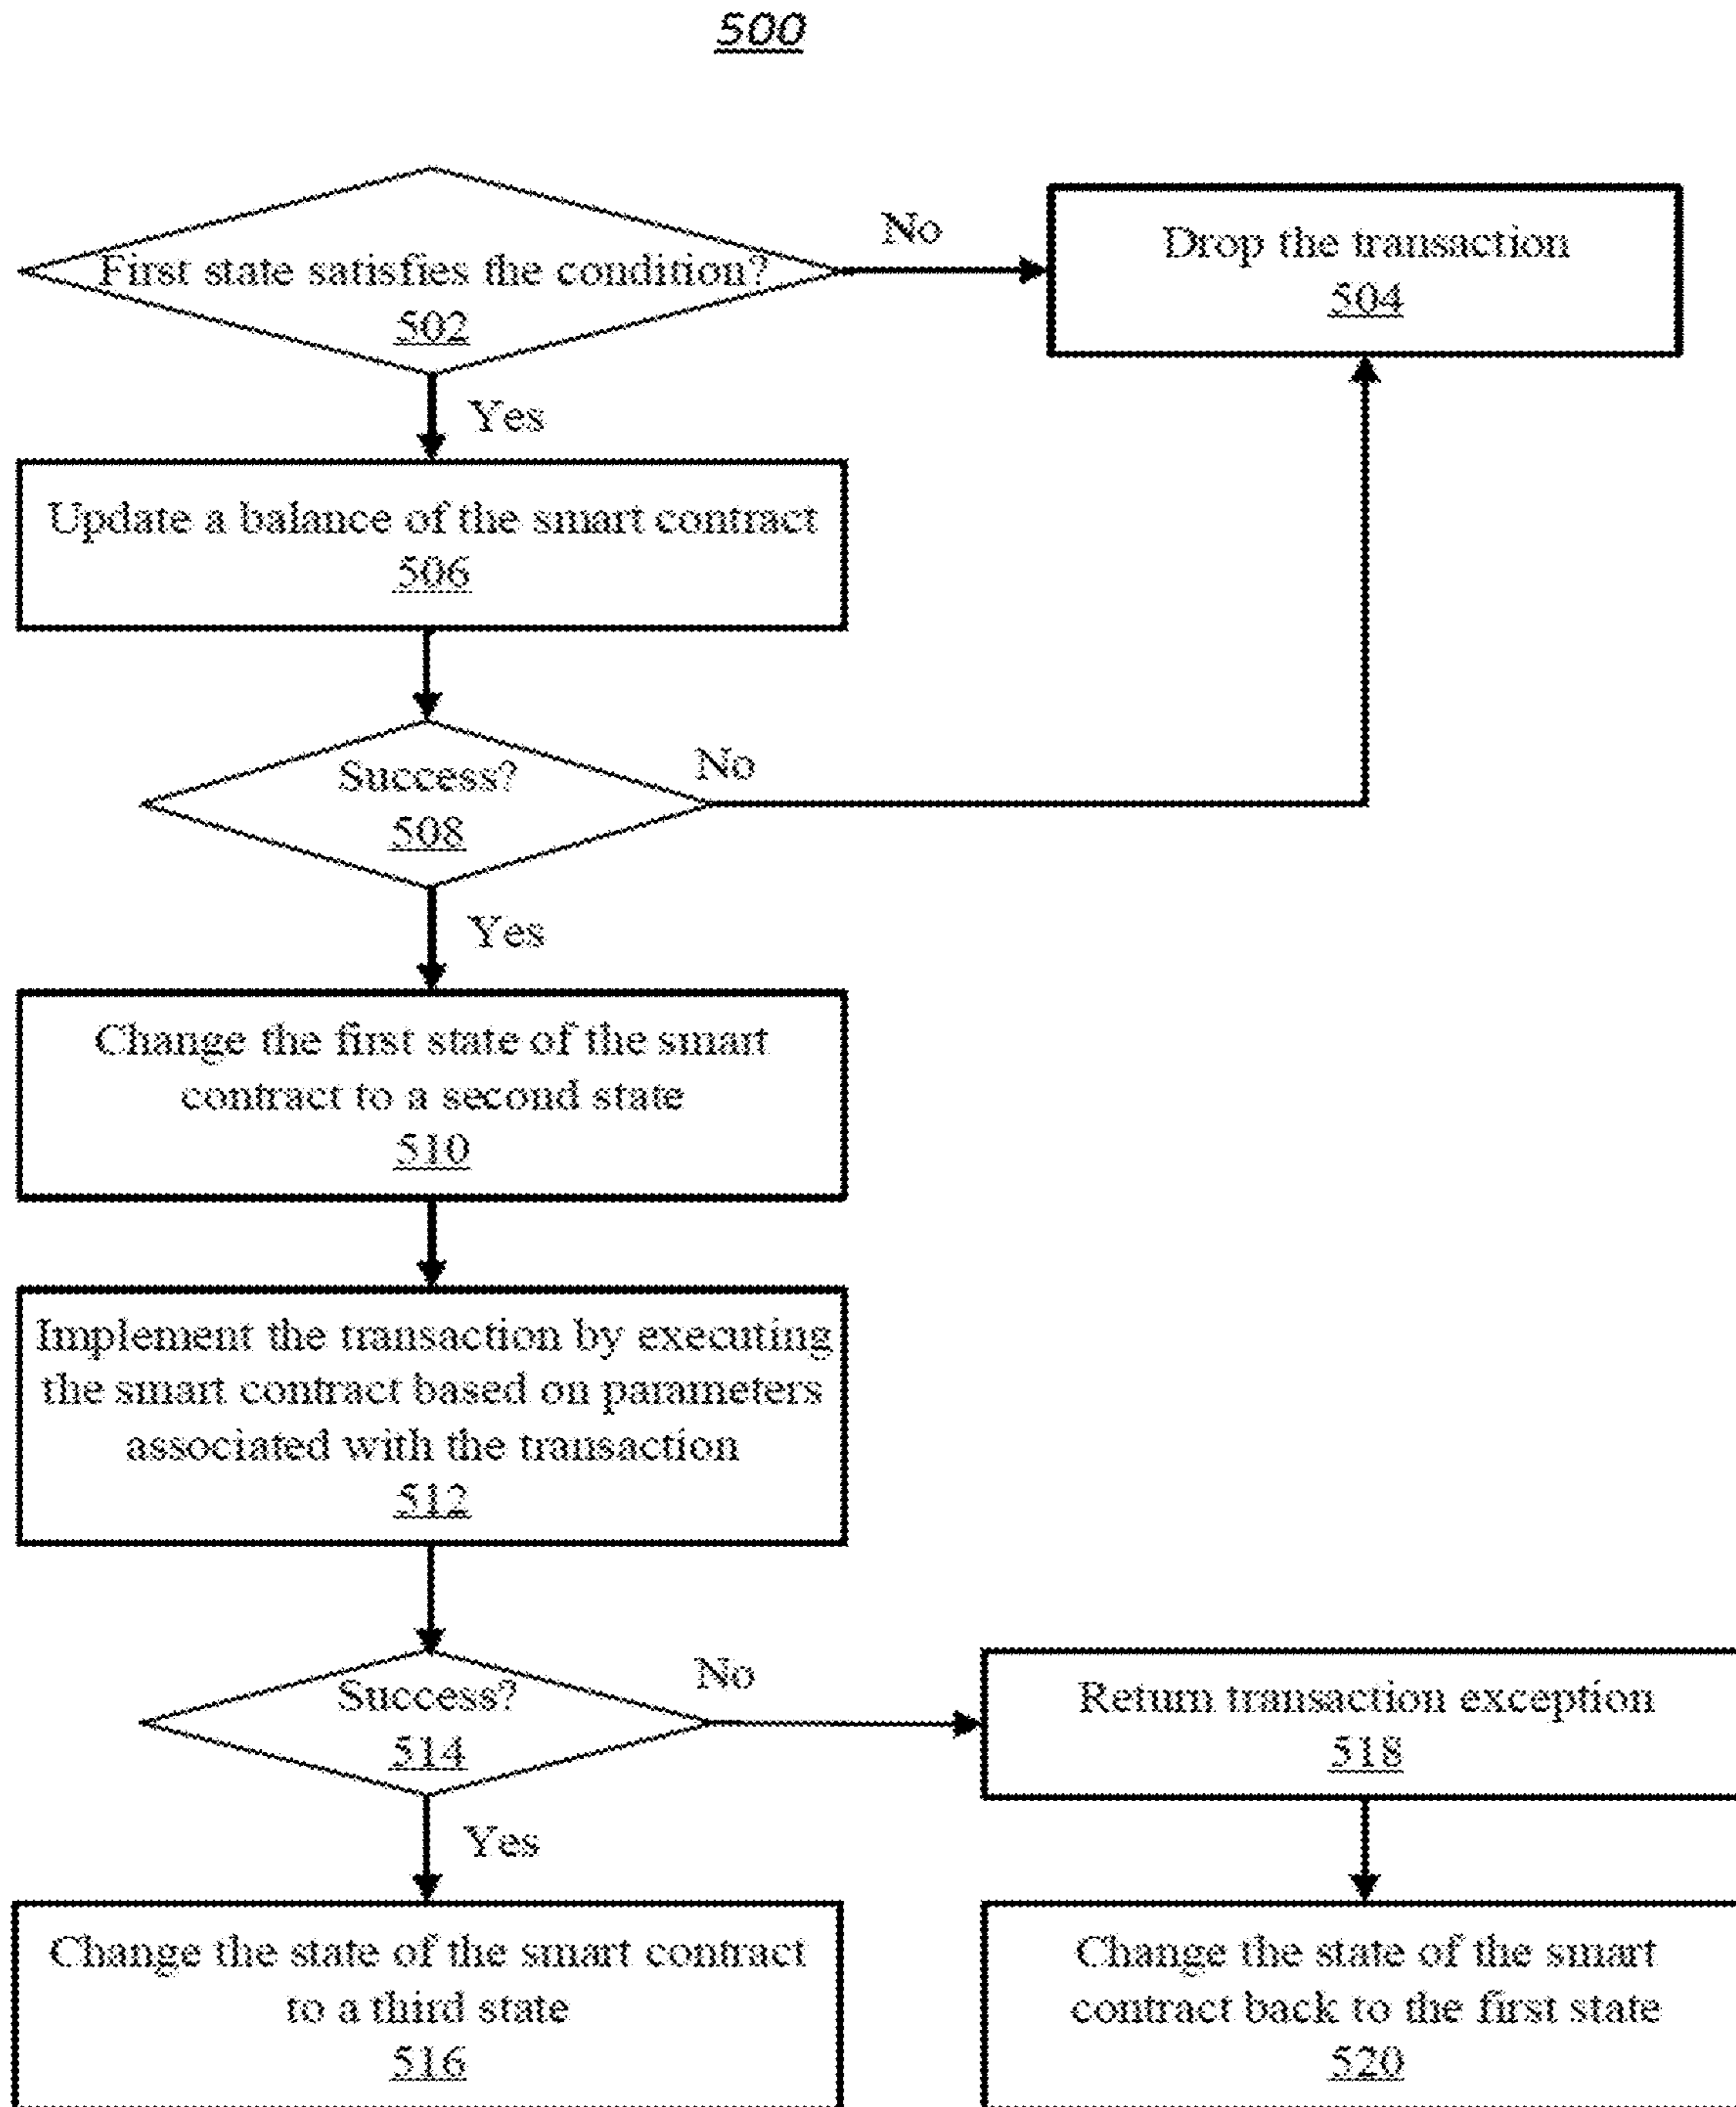 500
First state satisfies the condition?
502
No
Drop the transaction
504
Yes
Update a balance of the smart contract
506
Success?
508
No
Yes
Change the first state of the smart
contract to a second state
510
Implement the transaction by executing
the smart contract based on parameters
associated with the transaction
512
Success?
514
No
Return transaction exception
518
Yes
Change the state of the smart contract
to a third state
516
Change the state of the smart
contract back to the first state
520